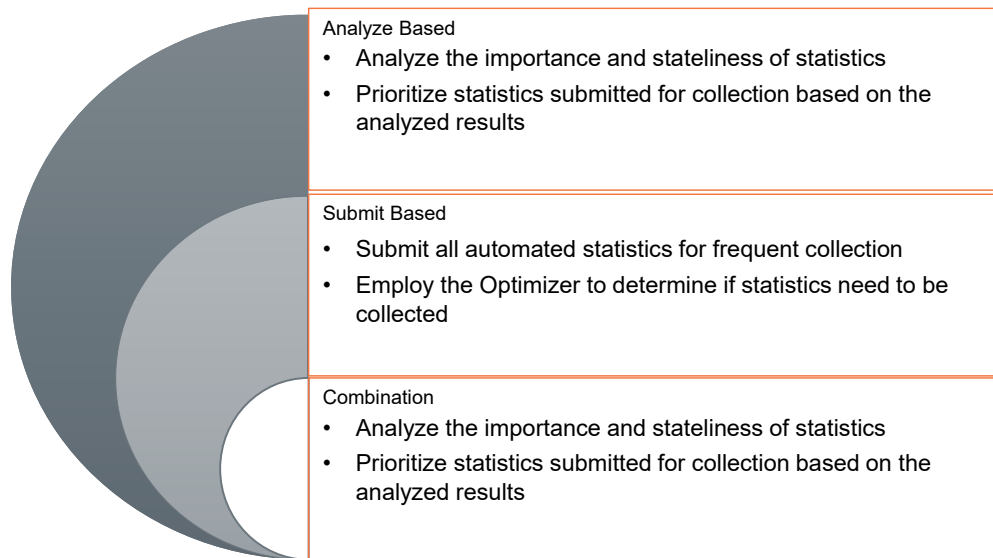 Analyze Based
• Analyze the importance and stateliness of statistics
• Prioritize statistics submitted for collection based on the
analyzed results
Submit Based
• Submit all automated statistics for frequent collection
• Employ the Optimizer to determine if statistics need to be
collected
Combination
• Analyze the importance and stateliness of statistics
• Prioritize statistics submitted for collection based on the
analyzed results